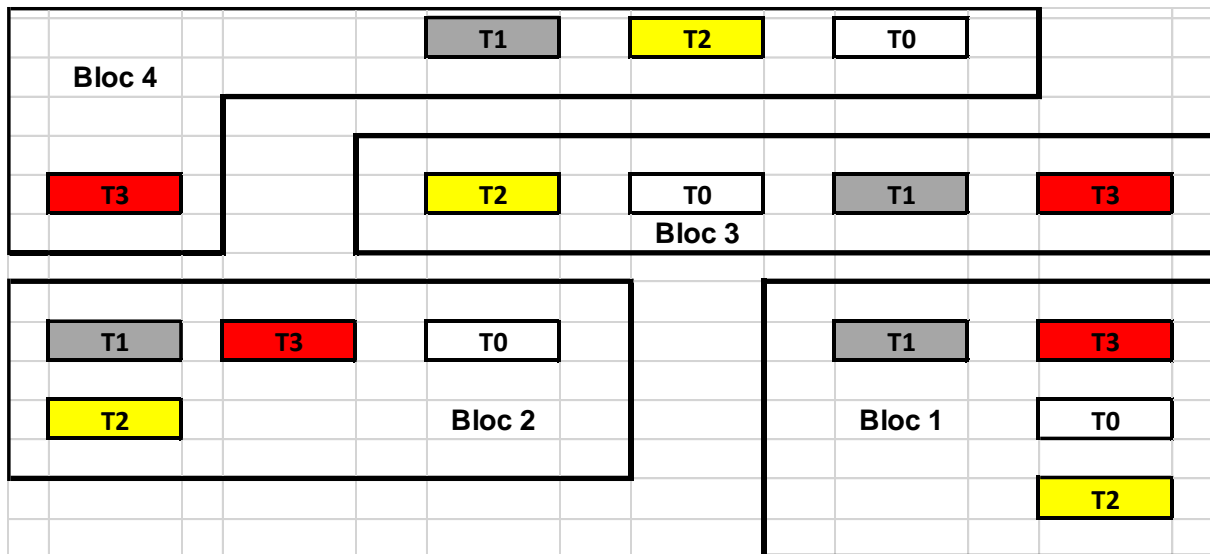 T1 T2 T0
Bloc 4
T3 T2 T0 T1 T3
Bloc 3
T1 T3 T0 T1 T3
T2 Bloc 2 Bloc 1 T0
T2